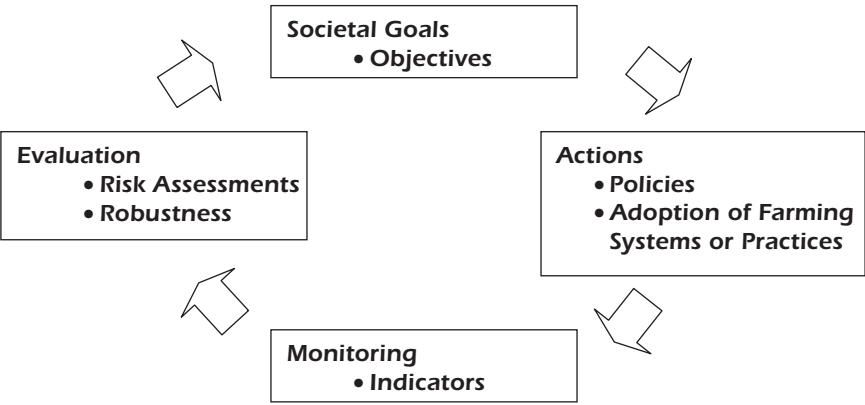 Societal Goals
• Objectives
Evaluation
• Risk Assessments
• Robustness
Actions
• Policies
• Adoption of Farming
Systems or Practices
Monitoring
• Indicators